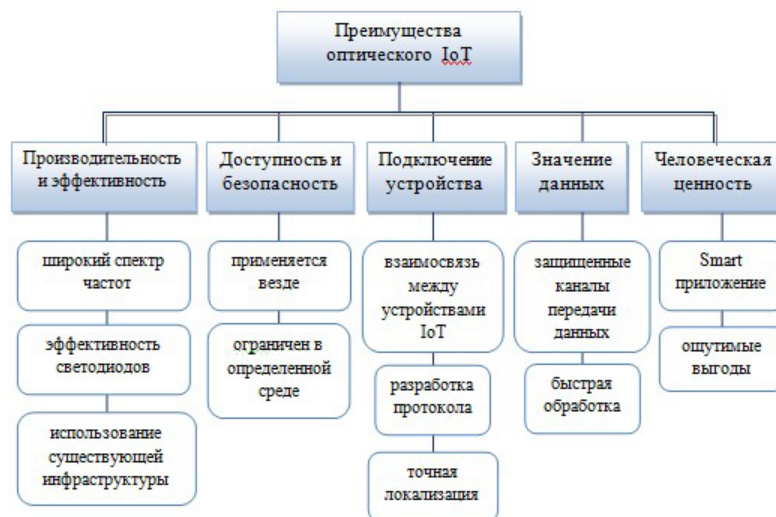 Преимущества
оптического IoT
Производительность
и эффективность
Доступность и
безопасность
Подключение
устройства
Значение
данных
Человеческая
ценность
широкий спектр
частот
эффективность
светодиодов
использование
существующей
инфраструктуры
применяется
везде
ограничен в
определенной
среде
взаимосвязь
между
устройствами
IoT
разработка
протокола
точная
локализация
защищенные
каналы
передачи
данных
быстрая
обработка
Smart
приложение
ощутимые
выгоды